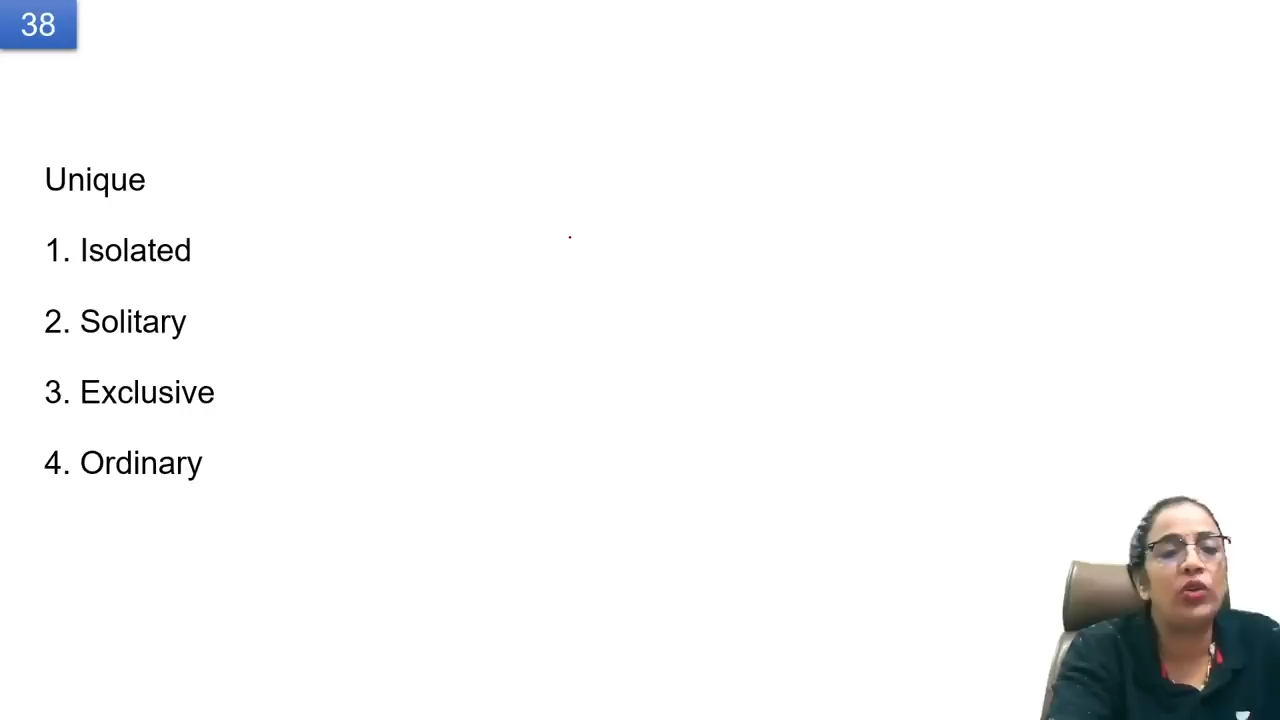 38
Unique
1. Isolated
2. Solitary
3. Exclusive
4. Ordinary